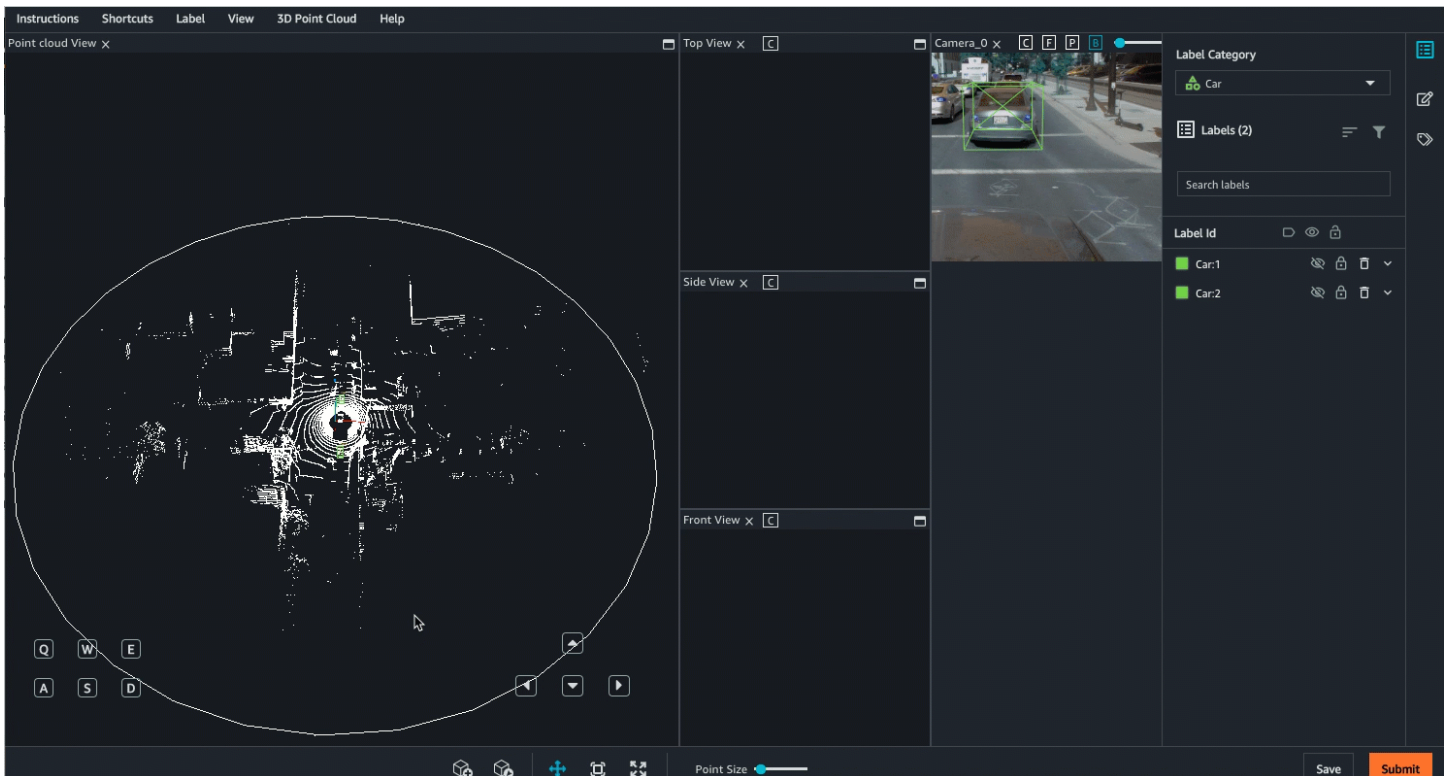 Instructions Shortcuts Label View 3D Point Cloud Help
Point cloud View X
Top View X C
Camera_0 X C F P B
Label Category
Car
Labels (2)
Search labels
Label Id
Car:1
Car:2
Side View X C
Front View X C
Q W E
A S D
Point Size
Save Submit